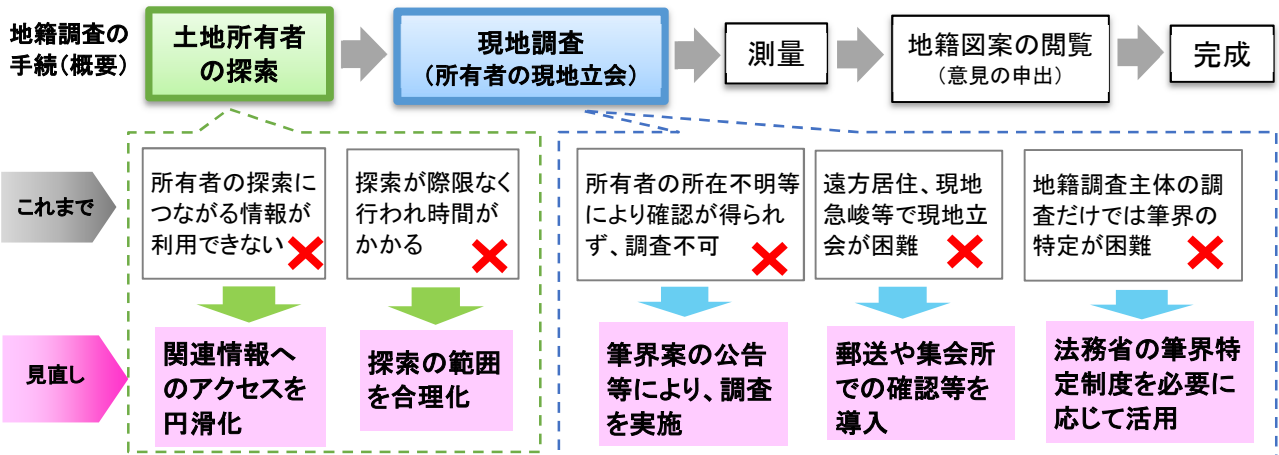 地籍調査の
手続(概要)
土地所有者
の探索
現地調査
(所有者の現地立会)
測量
地籍図案の閲覧
(意見の申出)
完成
これまで
所有者の探索に
つながる情報が
利用できない
探索が際限なく
行われ時間が
かかる
所有者の所在不明等
により確認が得られ
ず、調査不可
遠方居住、現地
急峻等で現地立
会が困難
地籍調査主体の調
査だけでは筆界の
特定が困難
見直し
関連情報へ
のアクセスを
円滑化
探索の範囲
を合理化
筆界案の公告
等により、調査
を実施
郵送や集会所
での確認等を
導入
法務省の筆界特
定制度を必要に
応じて活用